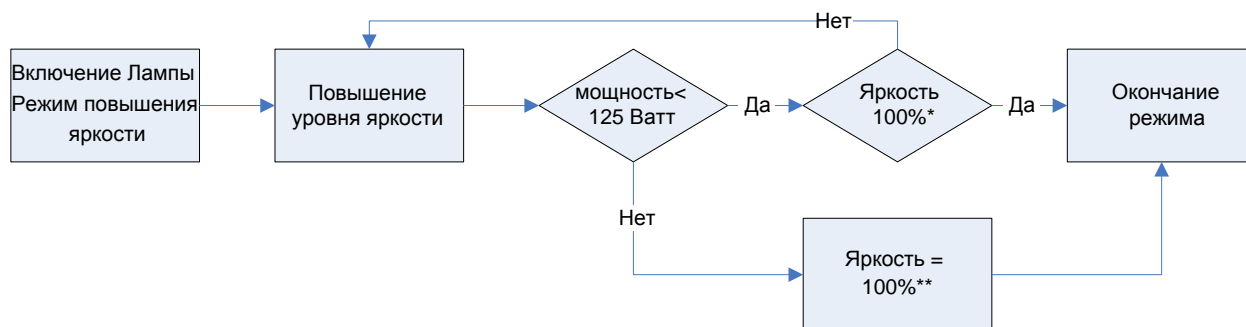 Нет
Включение Лампы
Режим повышения
яркости
Повышение
уровня яркости
мощность<
125 Ватт
Да
Яркость
100%*
Да
Окончание
режима
Нет
Яркость =
100%**